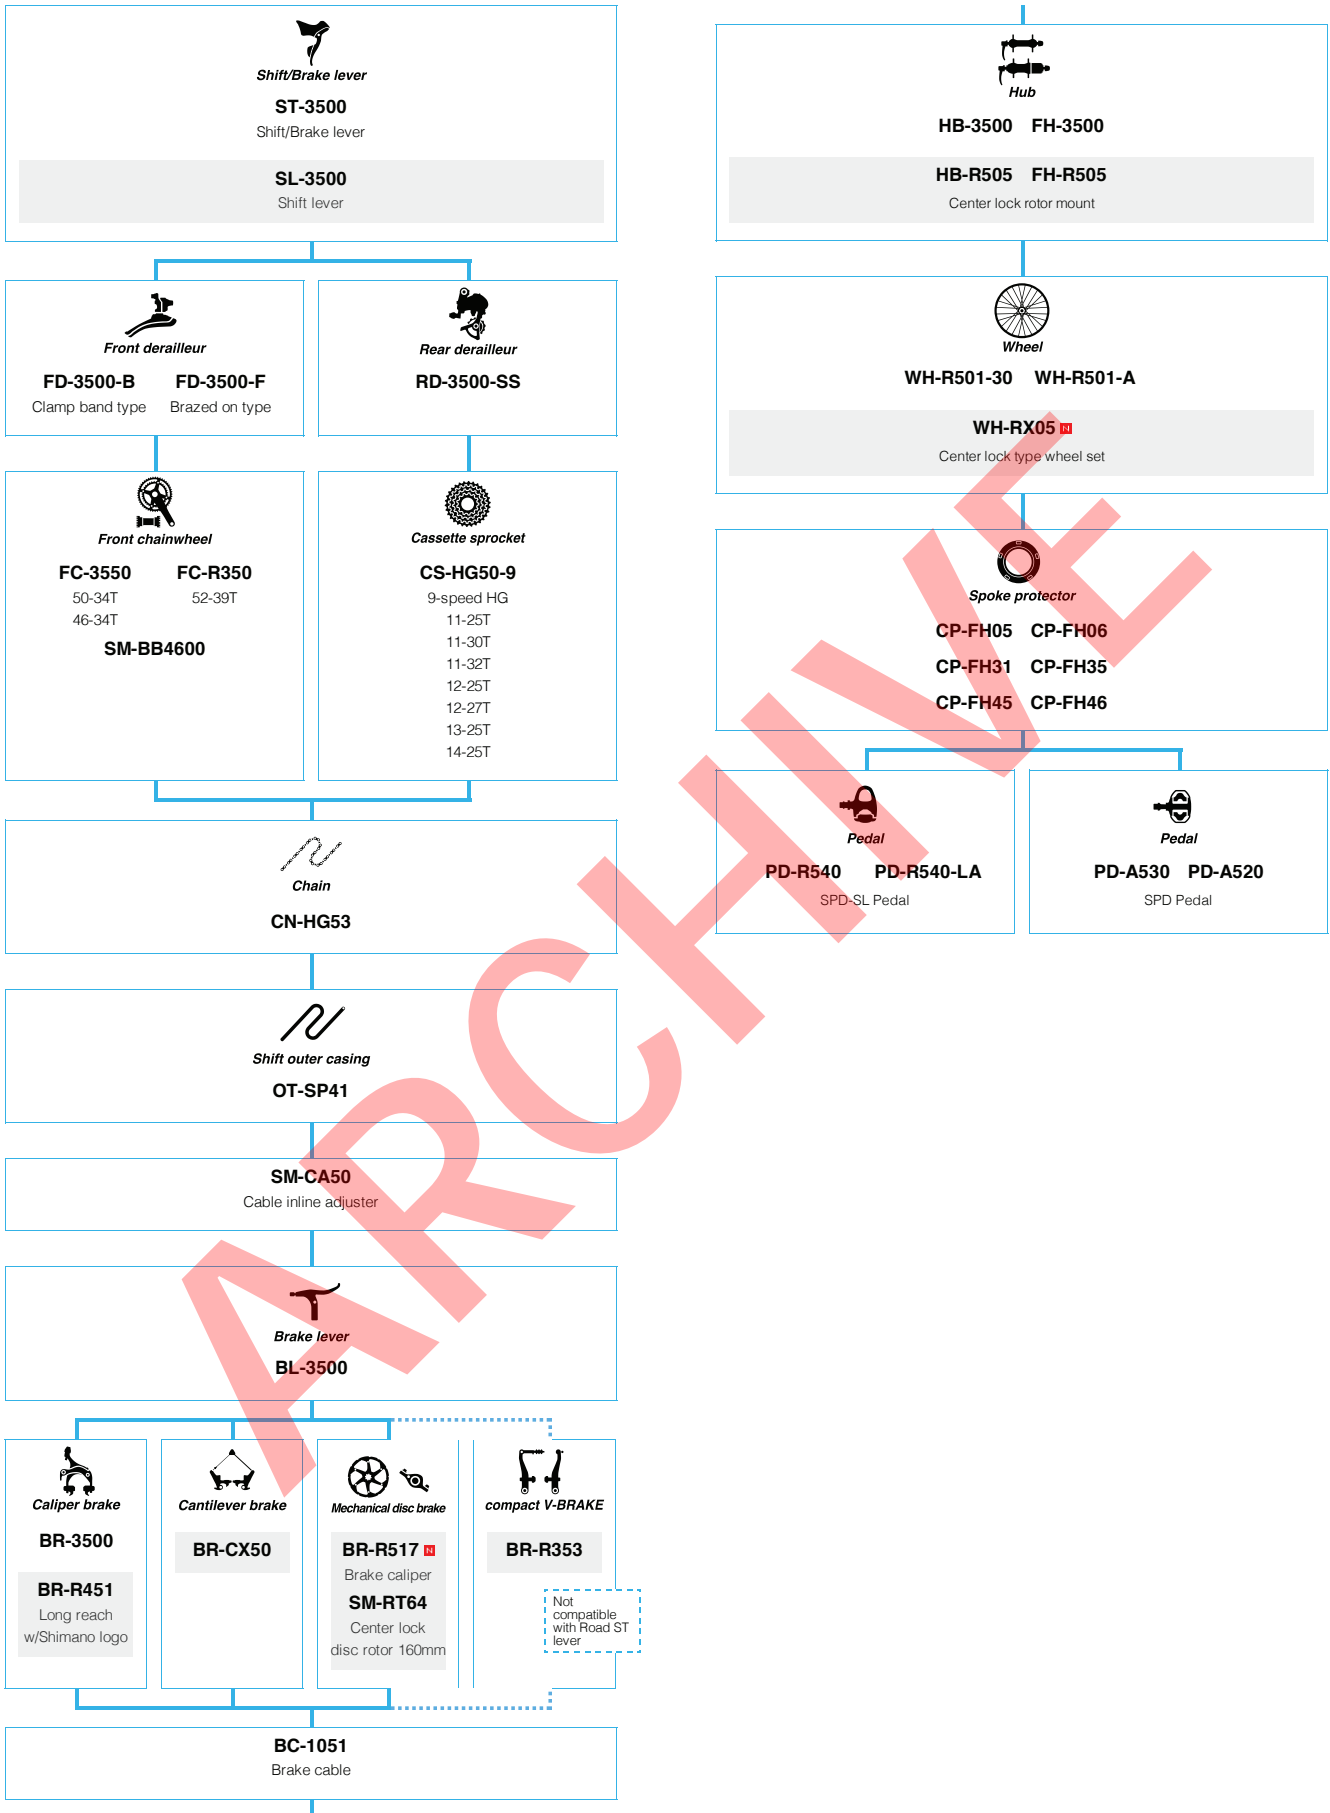 Shift/Brake lever
ST-3500
Shift/Brake lever
SL-3500
Shift lever
Front derailleur
FD-3500-B FD-3500-F
Clamp band type Brazed on type
Rear derailleur
RD-3500-SS
Front chainwheel
FC-3550 FC-R350
50-34T 52-39T
46-34T
SM-BB4600
Cassette sprocket
CS-HG50-9
9-speed HG
11-25T
11-30T
11-32T
12-25T
12-27T
13-25T
14-25T
Chain
CN-HG53
Shift outer casing
OT-SP41
SM-CA50
Cable inline adjuster
Brake lever
BL-3500
Caliper brake
BR-3500
BR-R451
Long reach
w/Shimano logo
Cantilever brake
BR-CX50
Mechanical disc brake
BR-R517 N
Brake caliper
SM-RT64
Center lock
disc rotor 160mm
compact V-BRAKE
BR-R353
Not
compatible
with Road ST
lever
BC-1051
Brake cable
Hub
HB-3500 FH-3500
HB-R505 FH-R505
Center lock rotor mount
Wheel
WH-R501-30 WH-R501-A
WH-RX05 N
Center lock type wheel set
Spoke protector
CP-FH05 CP-FH06
CP-FH31 CP-FH35
CP-FH45 CP-FH46
Pedal
PD-R540 PD-R540-LA
SPD-SL Pedal
Pedal
PD-A530 PD-A520
SPD Pedal
ARCHIVE